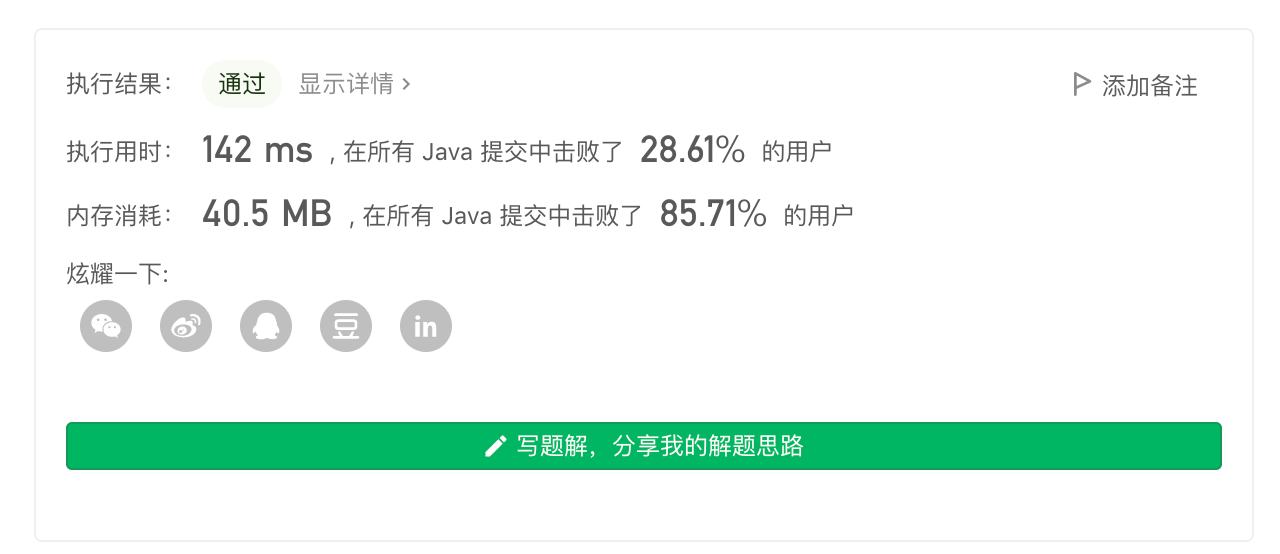 执行结果： 通过 显示详情 › 添加备注
执行用时： 142 ms , 在所有 Java 提交中击败了 28.61% 的用户
内存消耗： 40.5 MB , 在所有 Java 提交中击败了 85.71% 的用户
炫耀一下:
豆 in
写题解，分享我的解题思路